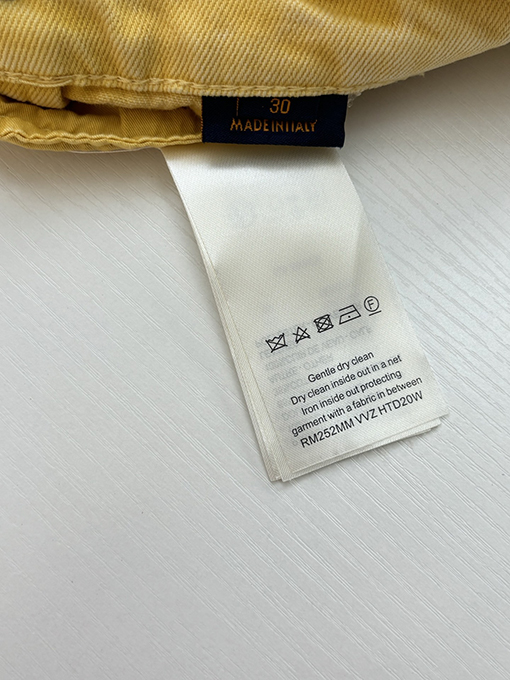 30
MADE IN ITALY
F
Gentle dry clean
Dry clean inside out in a net
Iron inside out protecting
garment with a fabric in between
RM252MM VVZ HTD20W